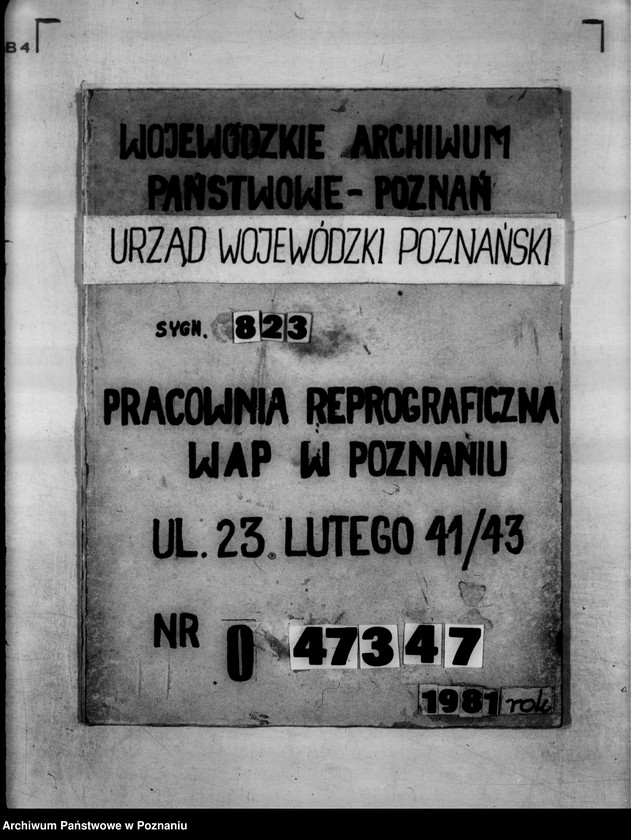 B4
WOJEWÓDZKIE ARCHIWUM
PAŃSTWOWE - POZNAŃ
URZĄD WOJEWÓDZKI POZNAŃSKI
SYGN. 823
PRACOWNIA REPROGRAFICZNA
WAP W POZNANIU
UL. 23. LUTEGO 41/43
NR 0 47347
1981 rok
Archiwum Państwowe w Poznaniu